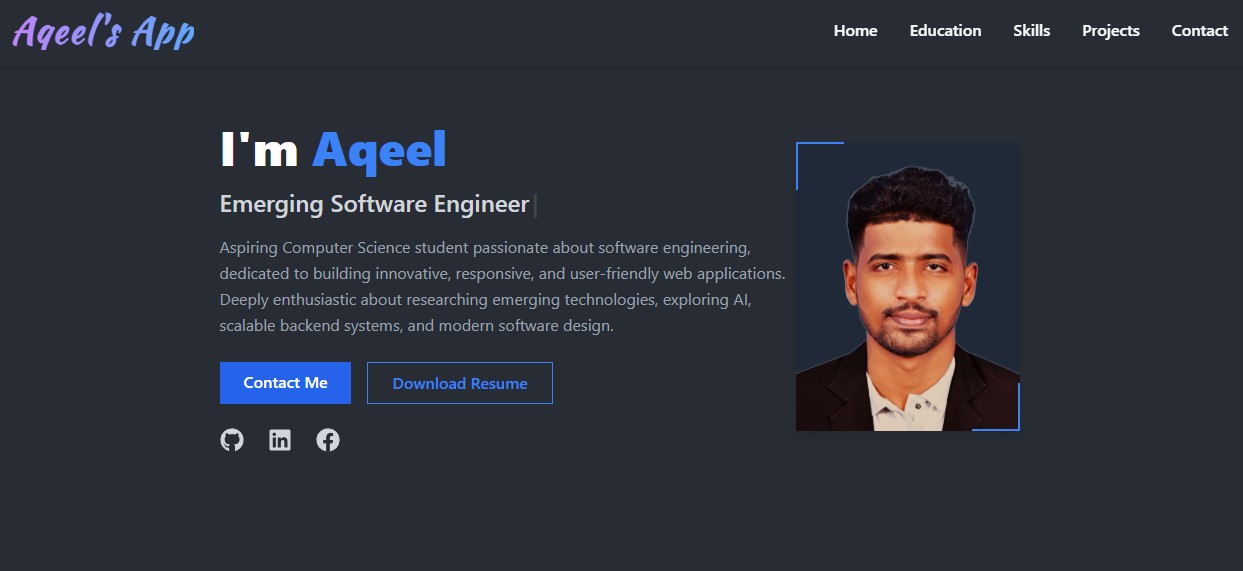 Aqeel's App
Home Education Skills Projects Contact
I'm Aqeel
Emerging Software Engineer|
Aspiring Computer Science student passionate about software engineering,
dedicated to building innovative, responsive, and user-friendly web applications.
Deeply enthusiastic about researching emerging technologies, exploring AI,
scalable backend systems, and modern software design.
Contact Me Download Resume